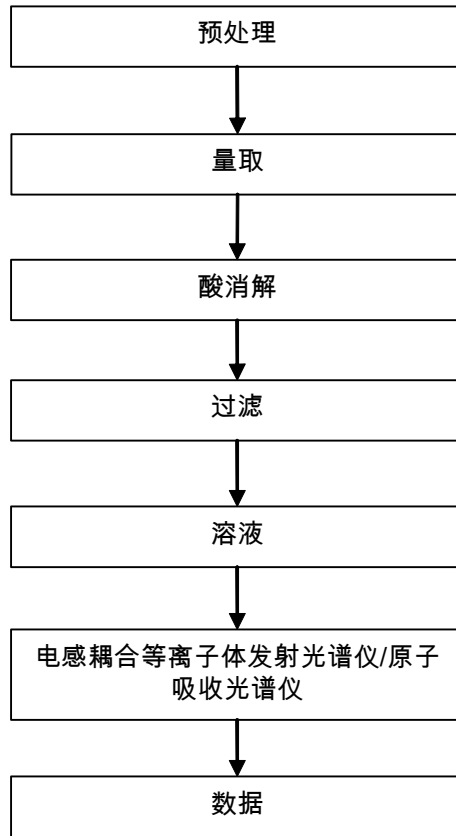 预处理
量取
酸消解
过滤
溶液
电感耦合等离子体发射光谱仪/原子
吸收光谱仪
数据